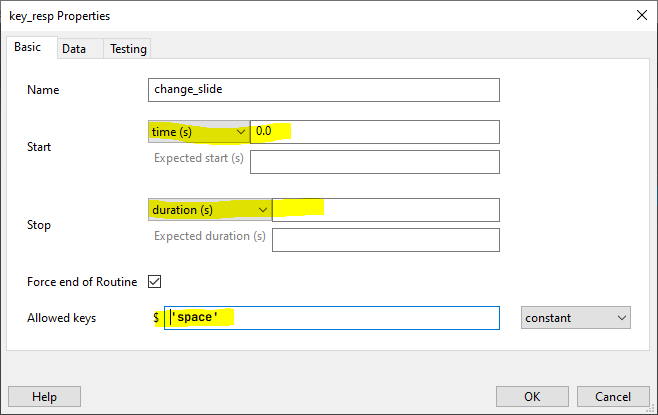 key_resp Properties
Basic Data Testing
Name change_slide
time (s) 0.0
Start
Expected start (s)
duration (s)
Stop
Expected duration (s)
Force end of Routine
Allowed keys $ 'space' constant
Help OK Cancel